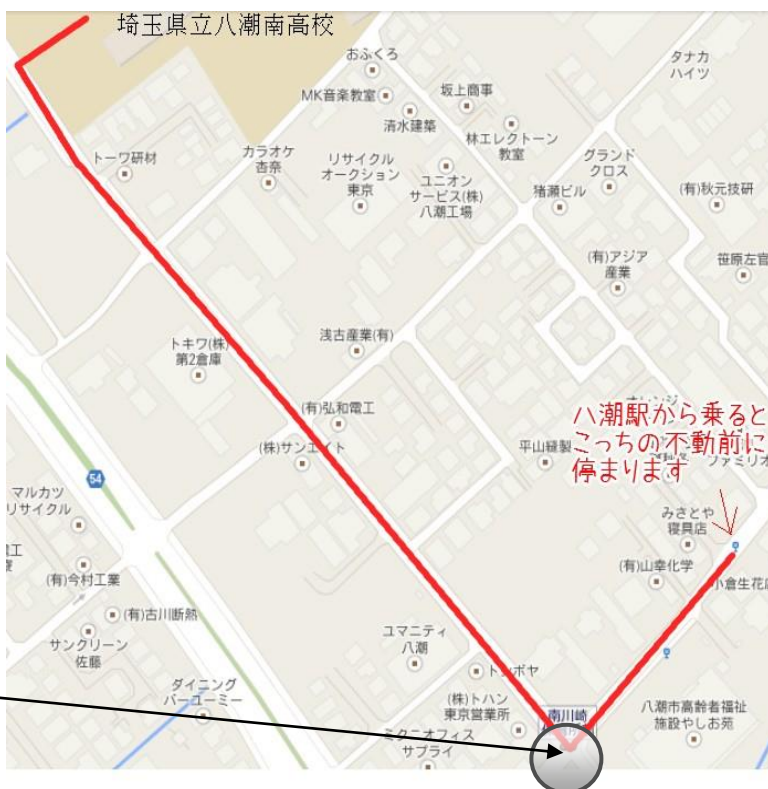 埼玉県立八潮南高校
おふくろ
タナカ
ハイツ
MK音楽教室
坂上商事
清水建築
林エレクトーン
教室
トーワ研材
カラオケ
杏奈
リサイクル
オークション
東京
ユニオン
サービス(株)
八潮工場
グランド
クロス
猪瀬ビル
(有)秋元技研
(有)アジア
産業
笹原左官
トキワ(株)
第2倉庫
浅古産業(有)
(有)弘和電工
(株)サンエイト
平山縫製
八潮駅から乗ると
こっちの不動前に
停まります
ファミリオ
54
マルカツ
リサイクル
みさとや
寝具店
(有)山幸化学
小倉生花店
(有)今村工業
(有)古川断熱
サンクリーン
佐藤
ユマニティ
八潮
トンボヤ
ダイニング
バーユーミー
(株)トハン
東京営業所
南川崎
八潮市高齢者福祉
施設やしお苑
ミクニオフィス
サプライ